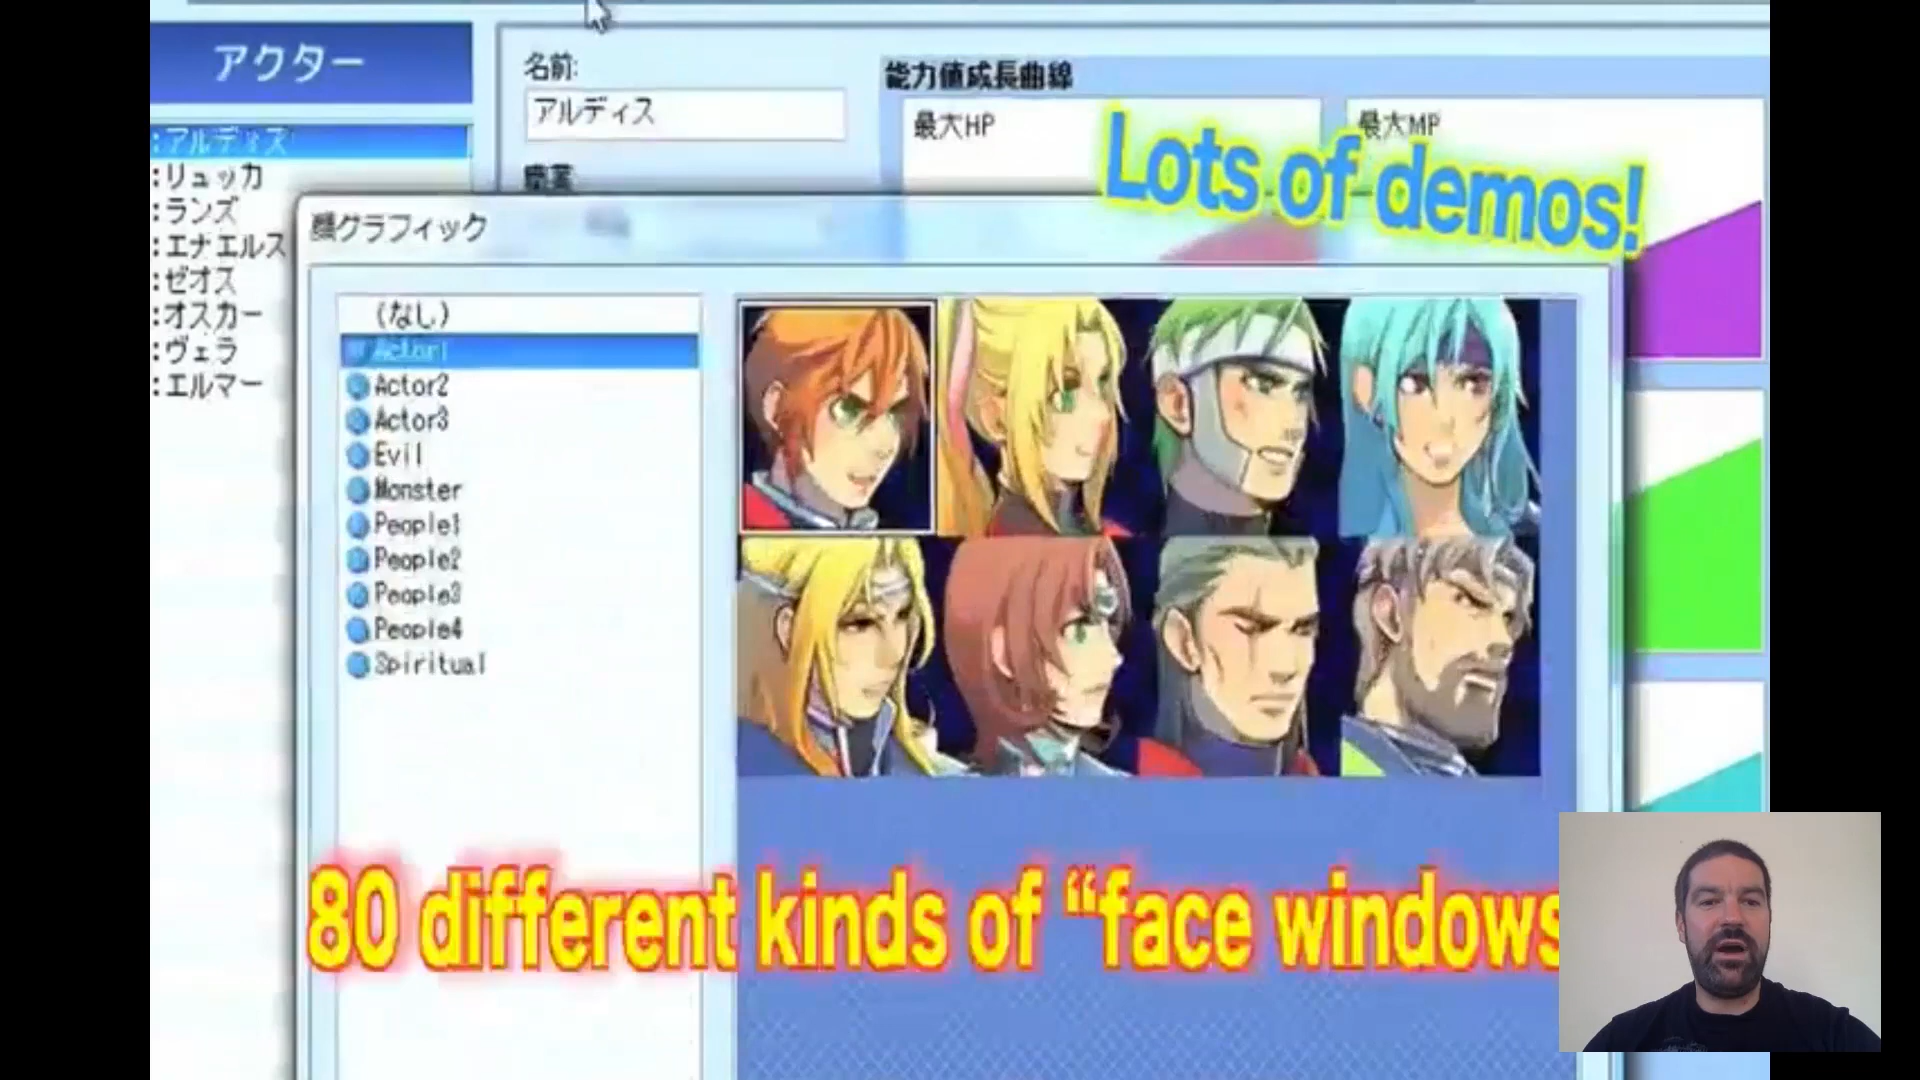 アクター
名前:
アルディス
能力値成長曲線
最大HP
最大MP
Lots of demos!
:アルディス
:リュッカ
:ランズ
:エナエルス
:ゼオス
:オスカー
:ヴェラ
:エルマー
顔グラフィック
(なし)
Actor1
Actor2
Actor3
Evil
Monster
People1
People2
People3
People4
Spiritual
80 different kinds of “face windows